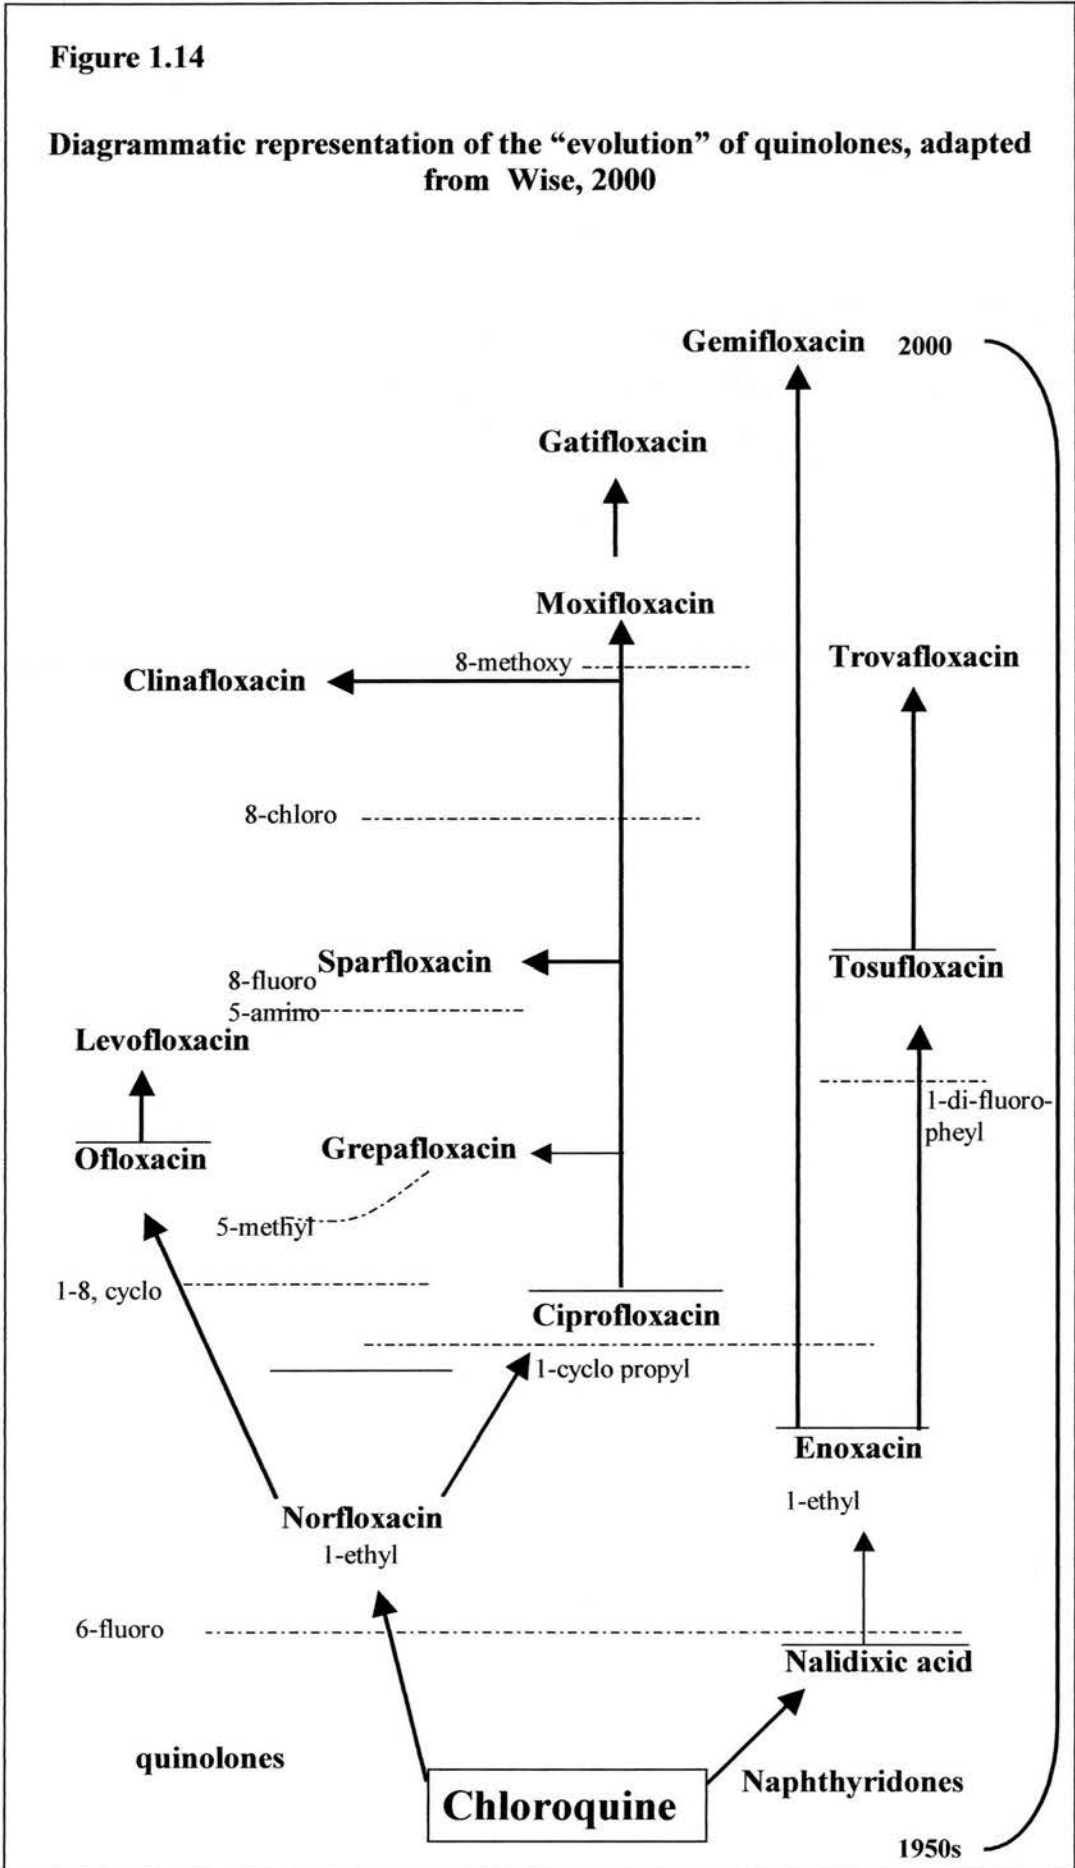 Figure 1.14
Diagrammatic representation of the “evolution” of quinolones, adapted
from Wise, 2000
Gemifloxacin 2000
Gatifloxacin
Moxifloxacin
8-methoxy
Trovafloxacin
Clinafloxacin
8-chloro
Sparfloxacin
8-fluoro
5-amino
Tosufloxacin
Levofloxacin
1-di-fluoro-
pheyl
Ofloxacin
Grepafloxacin
5-methyl
1-8, cyclo
Ciprofloxacin
1-cyclo propyl
Enoxacin
1-ethyl
Norfloxacin
1-ethyl
6-fluoro
Nalidixic acid
quinolones
Naphthyridones
Chloroquine
1950s